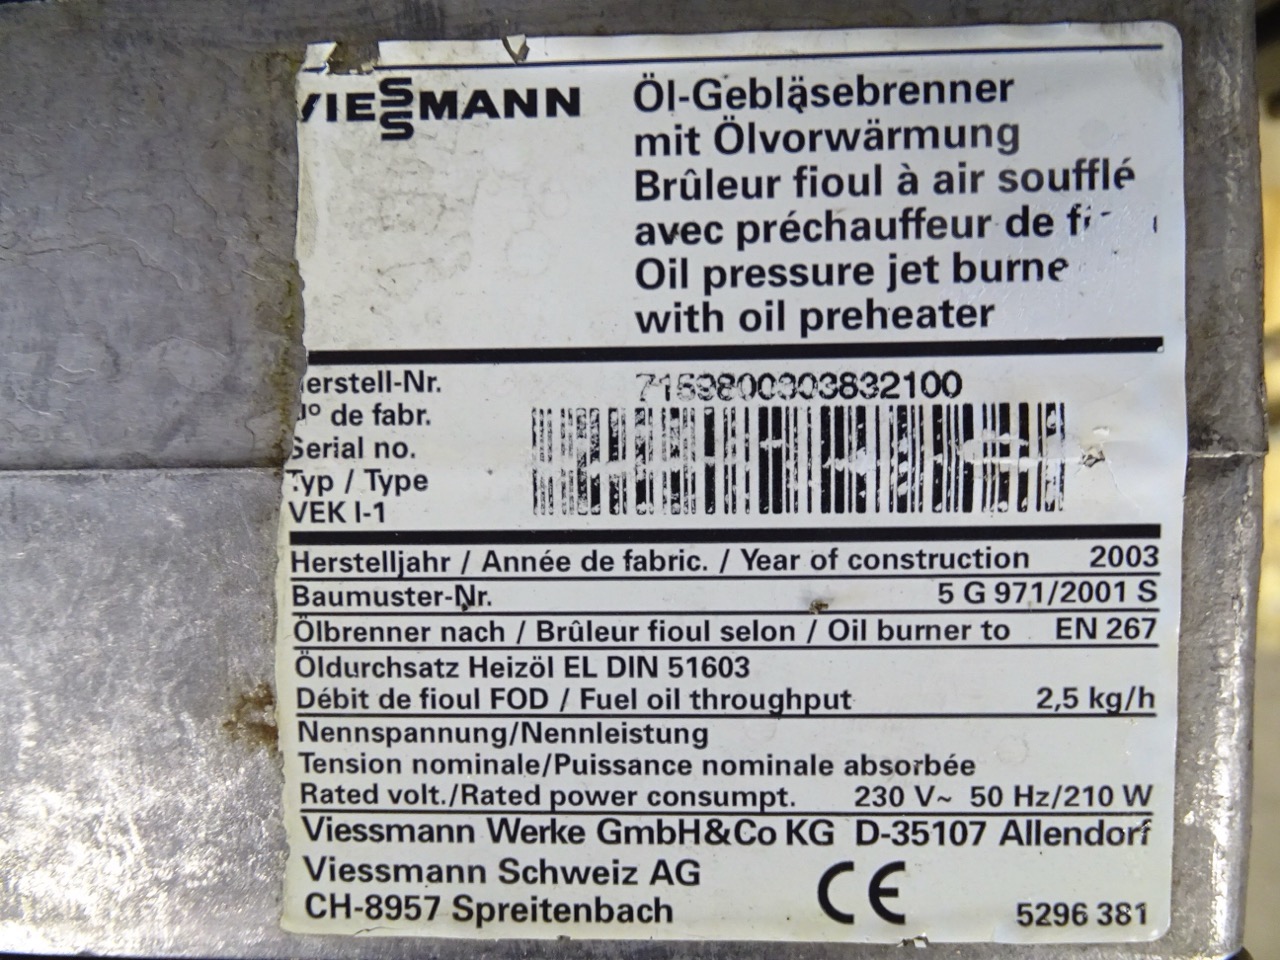 VIESSMANN
Öl-Gebläsebrenner
mit Ölvorwärmung
Brûleur fioul à air soufflé
avec préchauffeur de
Oil pressure jet burne
with oil preheater
erstell-Nr. 7153800303832100
N° de fabr.
Serial no.
Typ / Type
VEK I-1
Herstelljahr / Année de fabric. / Year of construction 2003
Baumuster-Nr. 5 G 971/2001 S
Ölbrenner nach / Brûleur fioul selon / Oil burner to EN 267
Öldurchsatz Heizöl EL DIN 51603
Débit de fioul FOD / Fuel oil throughput 2,5 kg/h
Nennspannung/Nennleistung
Tension nominale/Puissance nominale absorbée
Rated volt./Rated power consumpt. 230 V~ 50 Hz/210 W
Viessmann Werke GmbH&Co KG D-35107 Allendorf
Viessmann Schweiz AG
CH-8957 Spreitenbach
CE
5296 381